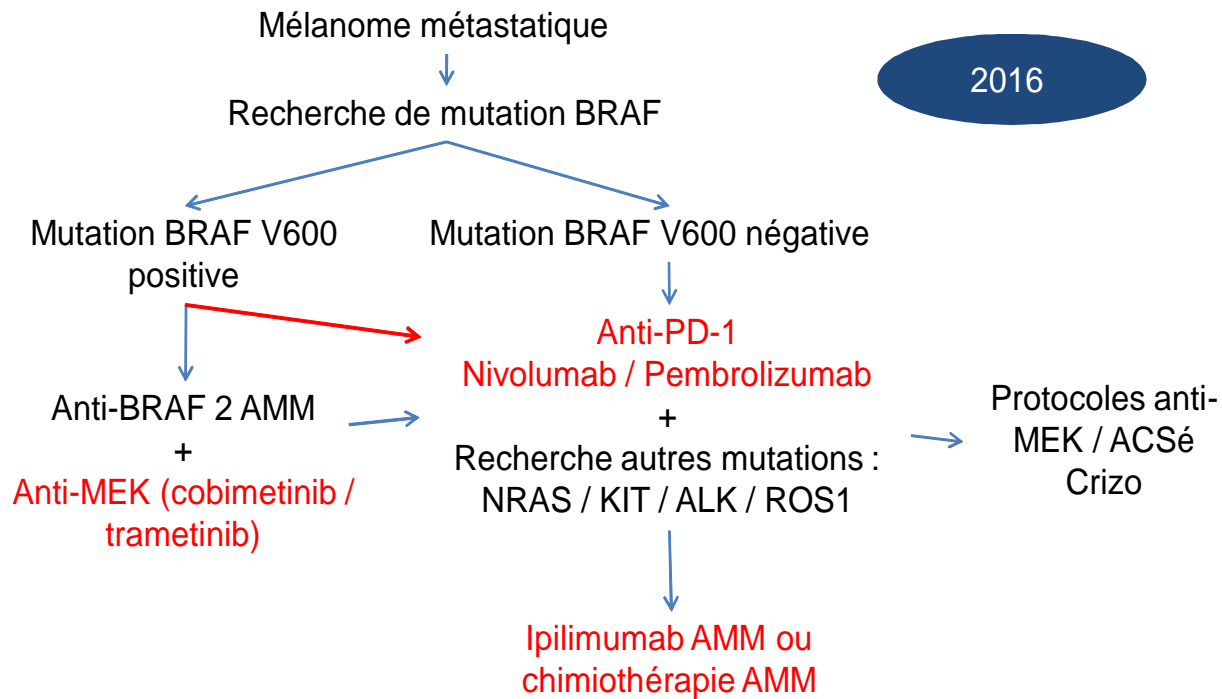 Mélanome métastatique
2016
Recherche de mutation BRAF
Mutation BRAF V600
positive
Mutation BRAF V600 négative
Anti-PD-1
Nivolumab / Pembrolizumab
+
Recherche autres mutations :
NRAS / KIT / ALK / ROS1
Anti-BRAF 2 AMM
+
Anti-MEK (cobimetinib /
trametinib)
Protocoles anti-
MEK / ACSé
Crizo
Ipilimumab AMM ou
chimiothérapie AMM